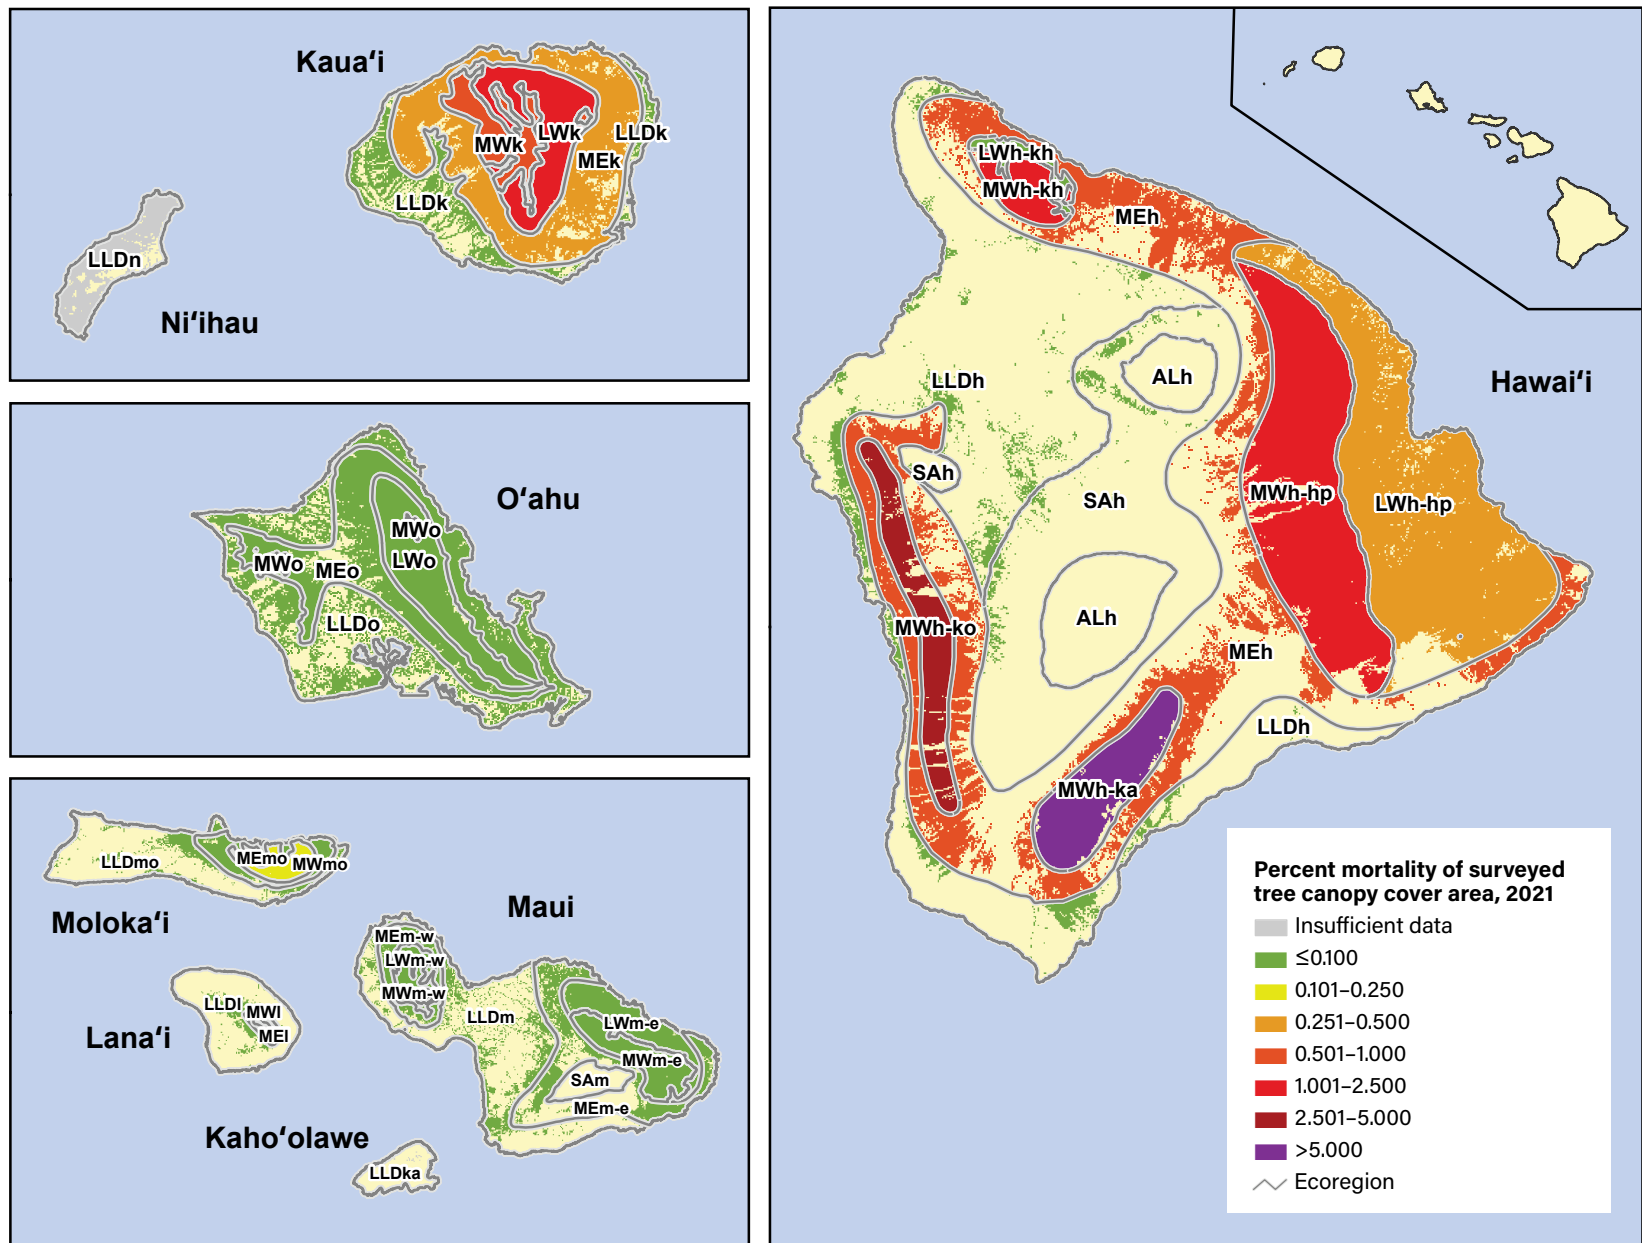 Kauaʻi
LWk
MWk
LLDk
MEk
LLDk
LLDn
Niʻihau
Oʻahu
MWo
LWo
MWo
MEo
LLDo
LLDmo
MEmo
MWmo
Molokaʻi
Maui
MEm-w
LWm-w
MWm-w
LLDl
MWl
MEl
Lanaʻi
LLDm
LWm-e
MWm-e
SAm
MEm-e
Kahoʻolawe
LLDka
LWh-kh
MWh-kh
MEh
Hawaiʻi
ALh
LLDh
SAh
SAh
MWh-hp
LWh-hp
ALh
MWh-ko
MEh
LLDh
MWh-ka
Percent mortality of surveyed
tree canopy cover area, 2021
Insufficient data
≤0.100
0.101–0.250
0.251–0.500
0.501–1.000
1.001–2.500
2.501–5.000
>5.000
Ecoregion